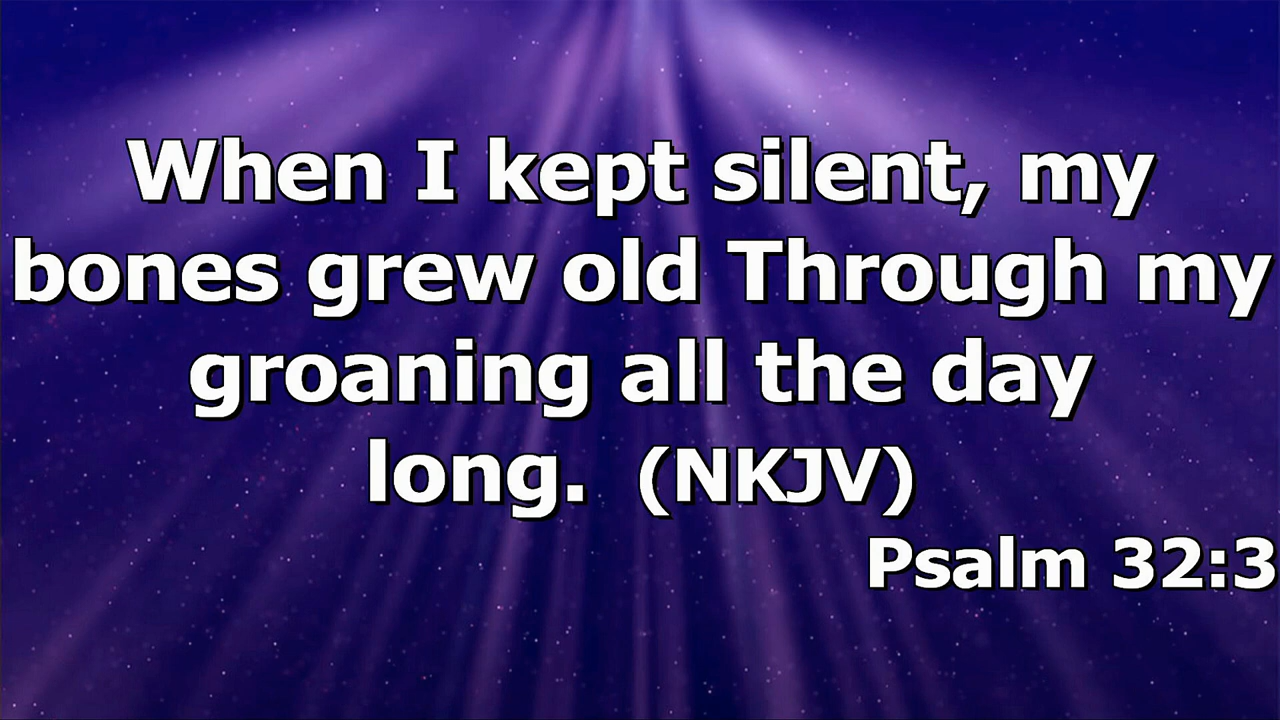 When I kept silent, my
bones grew old Through my
groaning all the day
long.  (NKJV)
Psalm 32:3